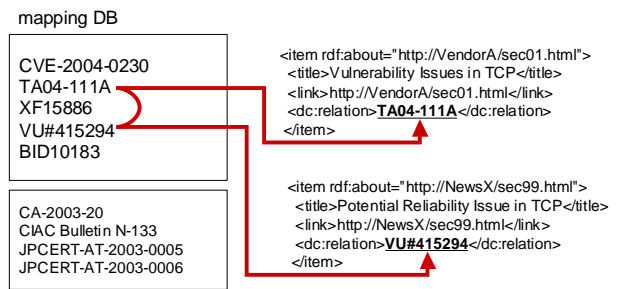 mapping DB
CVE-2004-0230
TA04-111A
XF15886
VU#415294
BID10183
CA-2003-20
CIAC Bulletin N-133
JPCERT-AT-2003-0005
JPCERT-AT-2003-0006
<item rdf:about="http://VendorA/sec01.html">
<title>Vulnerability Issues in TCP</title>
<link>http://VendorA/sec01.html</link>
<dc:relation>TA04-111A</dc:relation>
</item>
<item rdf:about="http://NewsX/sec99.html">
<title>Potential Reliability Issue in TCP</title>
<link>http://NewsX/sec99.html</link>
<dc:relation>VU#415294</dc:relation>
</item>